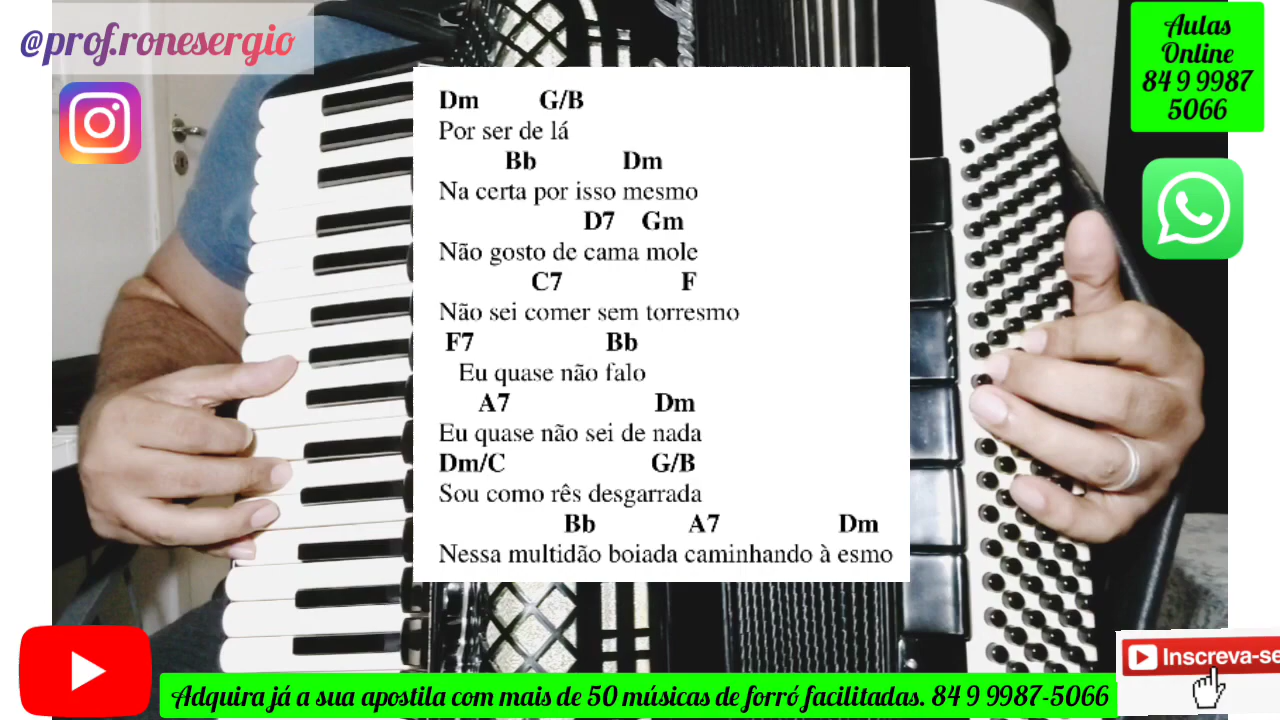 @prof.ronesergio
Aulas
Online
84 9 9987
5066
Dm G/B
Por ser de lá
Bb Dm
Na certa por isso mesmo
D7 Gm
Não gosto de cama mole
C7 F
Não sei comer sem torresmo
F7 Bb
Eu quase não falo
A7 Dm
Eu quase não sei de nada
Dm/C G/B
Sou como rês desgarrada
Bb A7 Dm
Nessa multidão boiada caminhando à esmo
Inscreva-se
Adquira já a sua apostila com mais de 50 músicas de forró facilitadas. 84 9 9987-5066